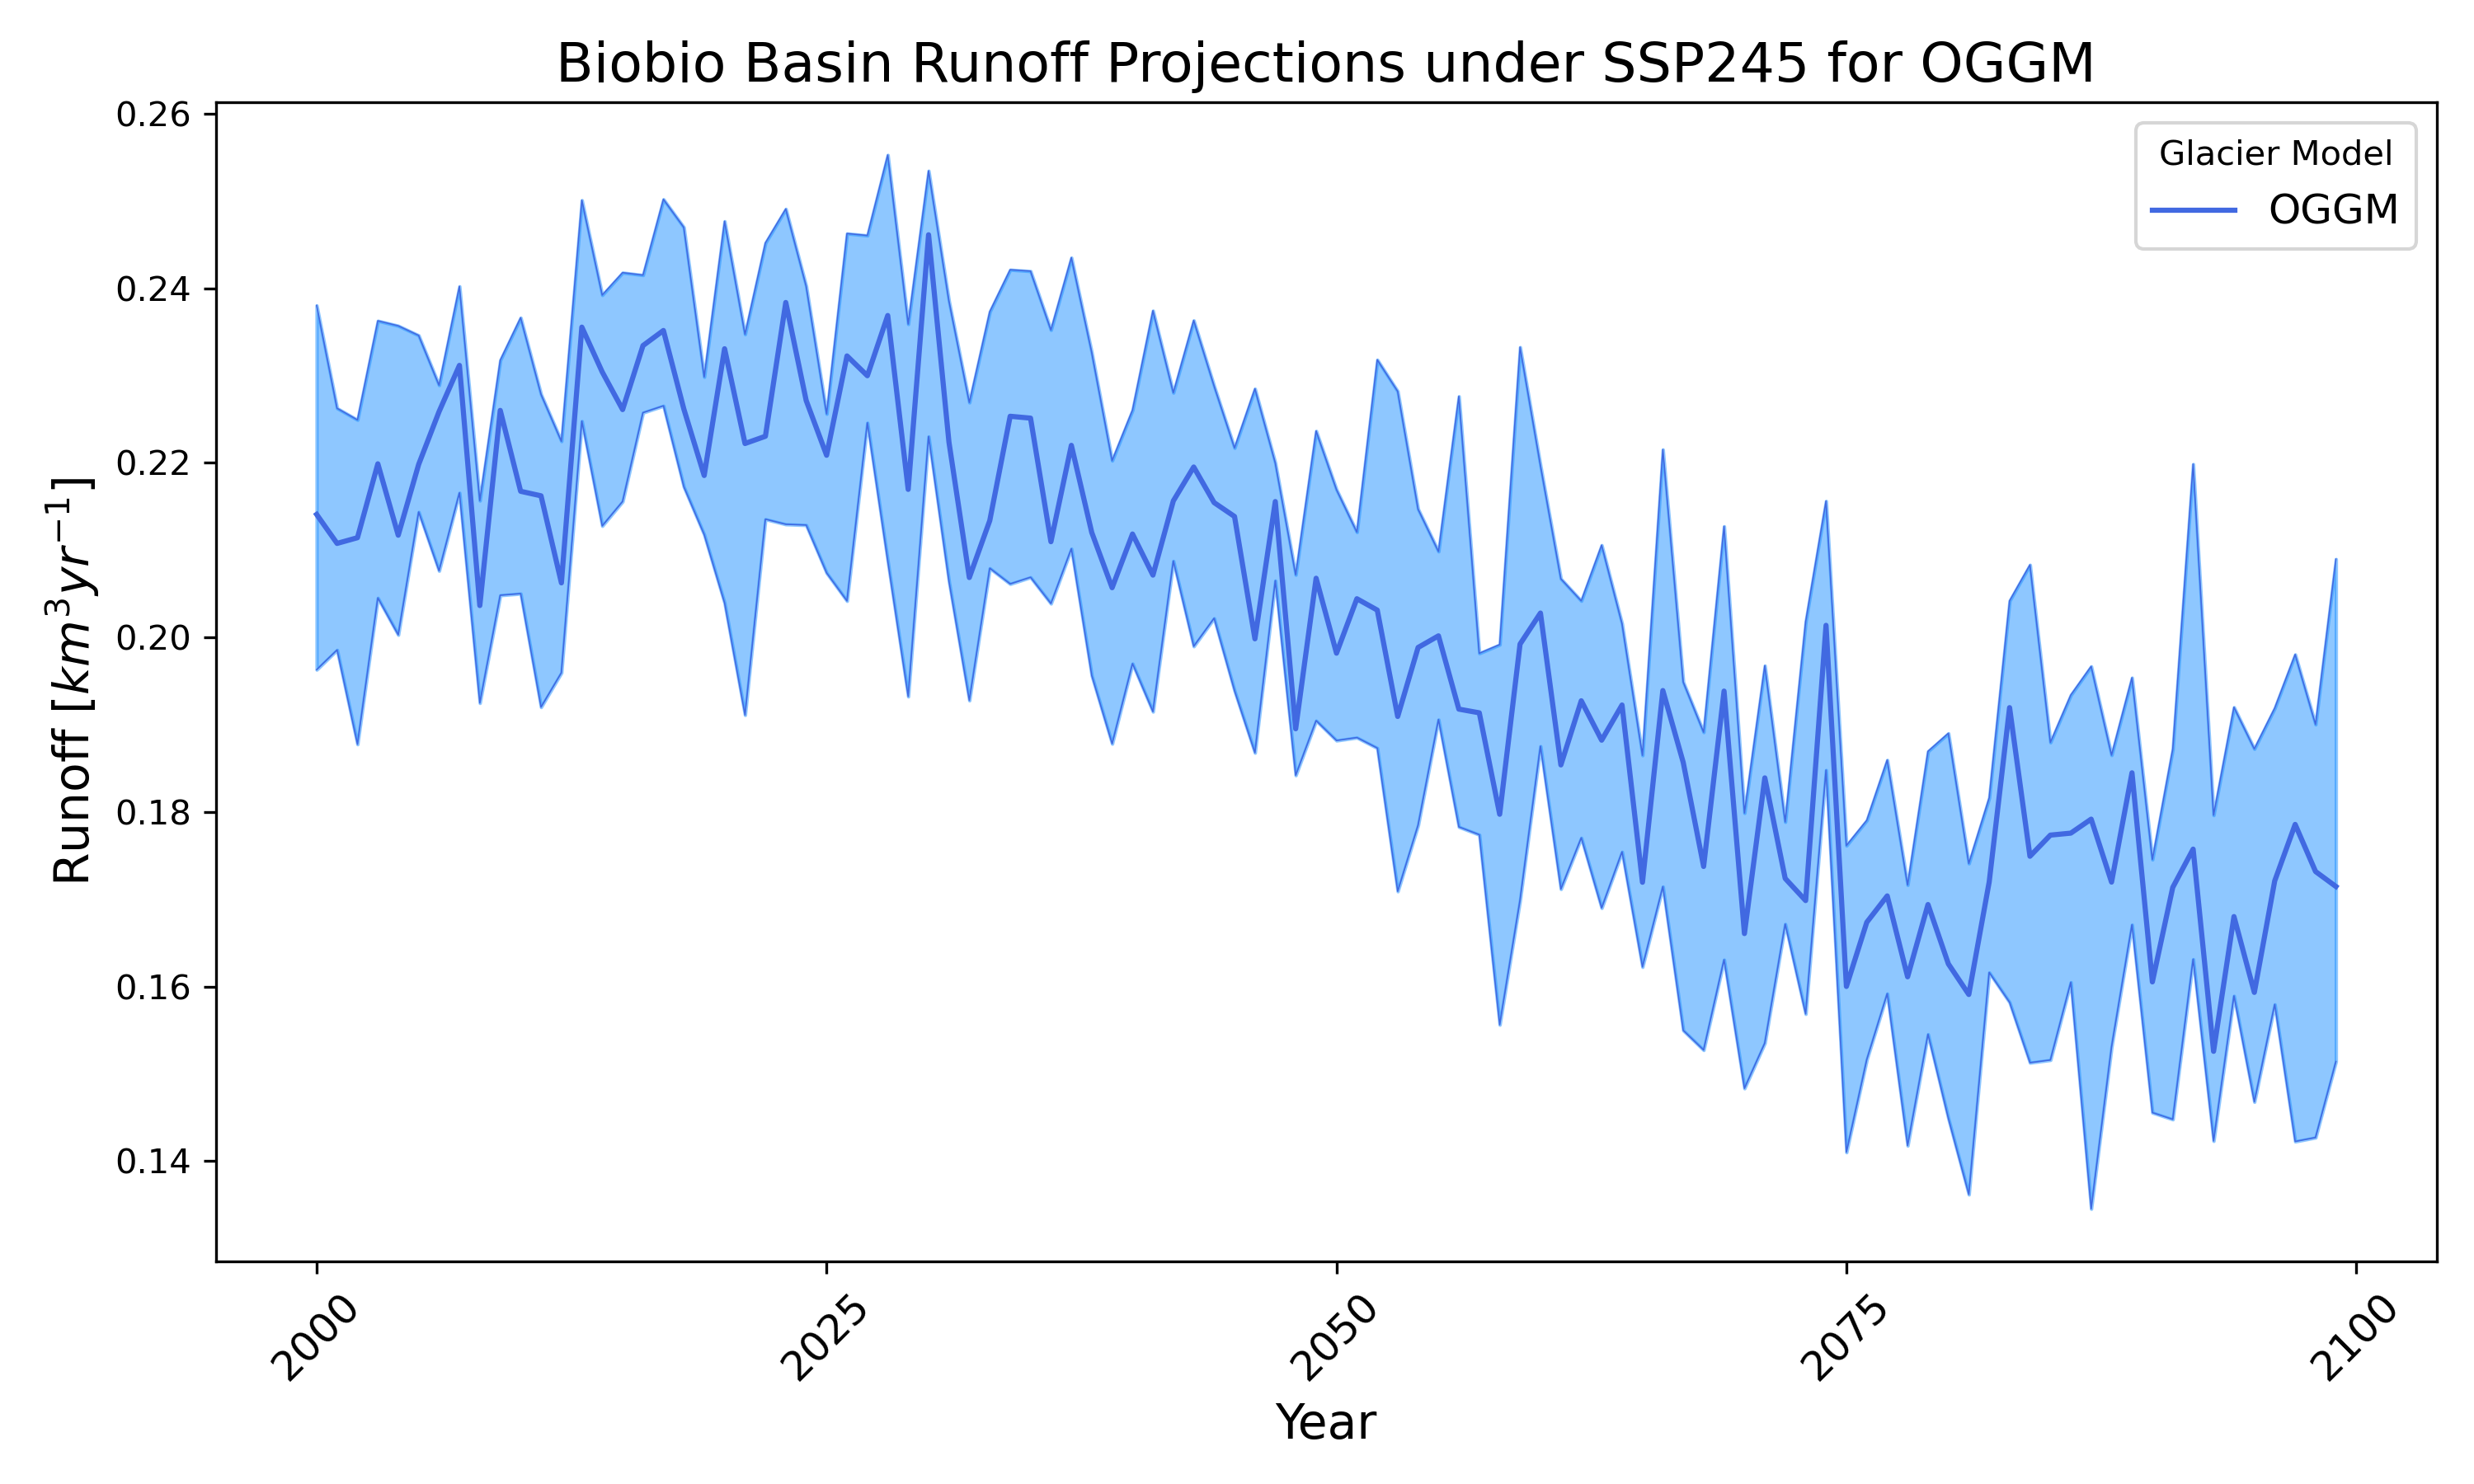 Biobio Basin Runoff Projections under SSP245 for OGGM
Glacier Model
OGGM
Runoff [km³yr⁻¹]
0.26
0.24
0.22
0.20
0.18
0.16
0.14
2000
2025
2050
2075
2100
Year